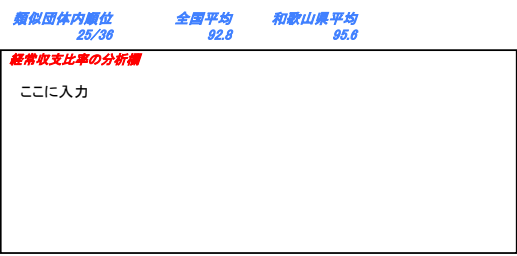 類似団体内順位 全国平均 和歌山県平均
25/36 92.8 95.6
経常収支比率の分析欄
ここに入力